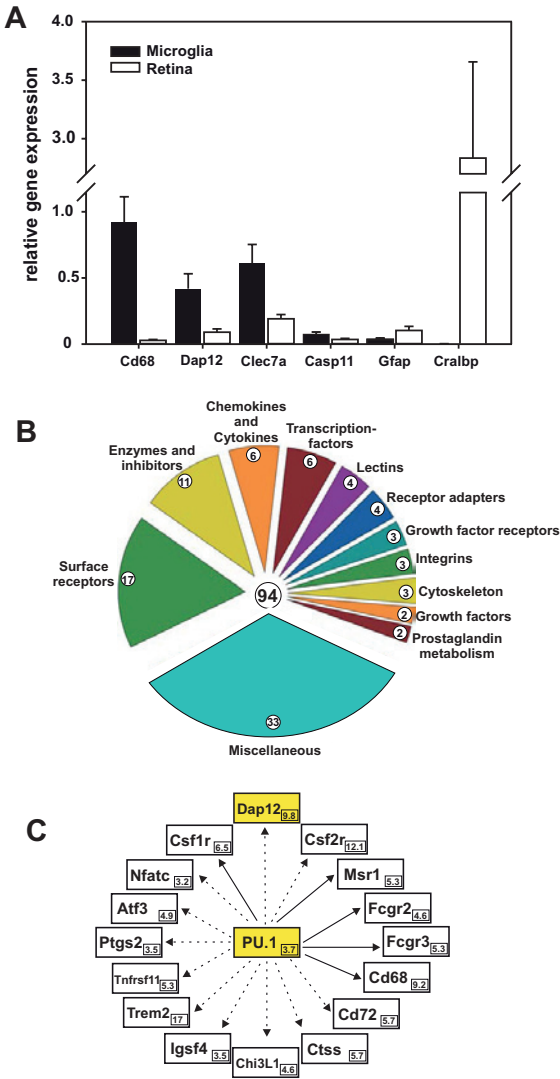 A
4.0
3.5
3.0
1.0
0.5
0
relative gene expression
Microglia
Retina
Cd68
Dap12
Clec7a
Casp11
Gfap
Cralbp
B
Chemokines
and
Cytokines
6
Transcription-
factors
6
Enzymes and
inhibitors
11
Lectins
4
Receptor adapters
4
Growth factor receptors
3
Integrins
3
Surface
receptors
17
94
Cytoskeleton
3
Growth factors
2
Prostaglandin
metabolism
2
33
Miscellaneous
C
Dap12 9.8
Csf1r 6.5
Csf2r 12.1
Nfatc 3.2
Msr1 5.3
Atf3 4.9
Fcgr2 4.6
Ptgs2 3.5
PU.1 3.7
Fcgr3 5.3
Tnfrsf11 5.3
Cd68 9.2
Trem2 17
Cd72 5.7
Igsf4 3.5
Chi3L1 4.6
Ctss 5.7